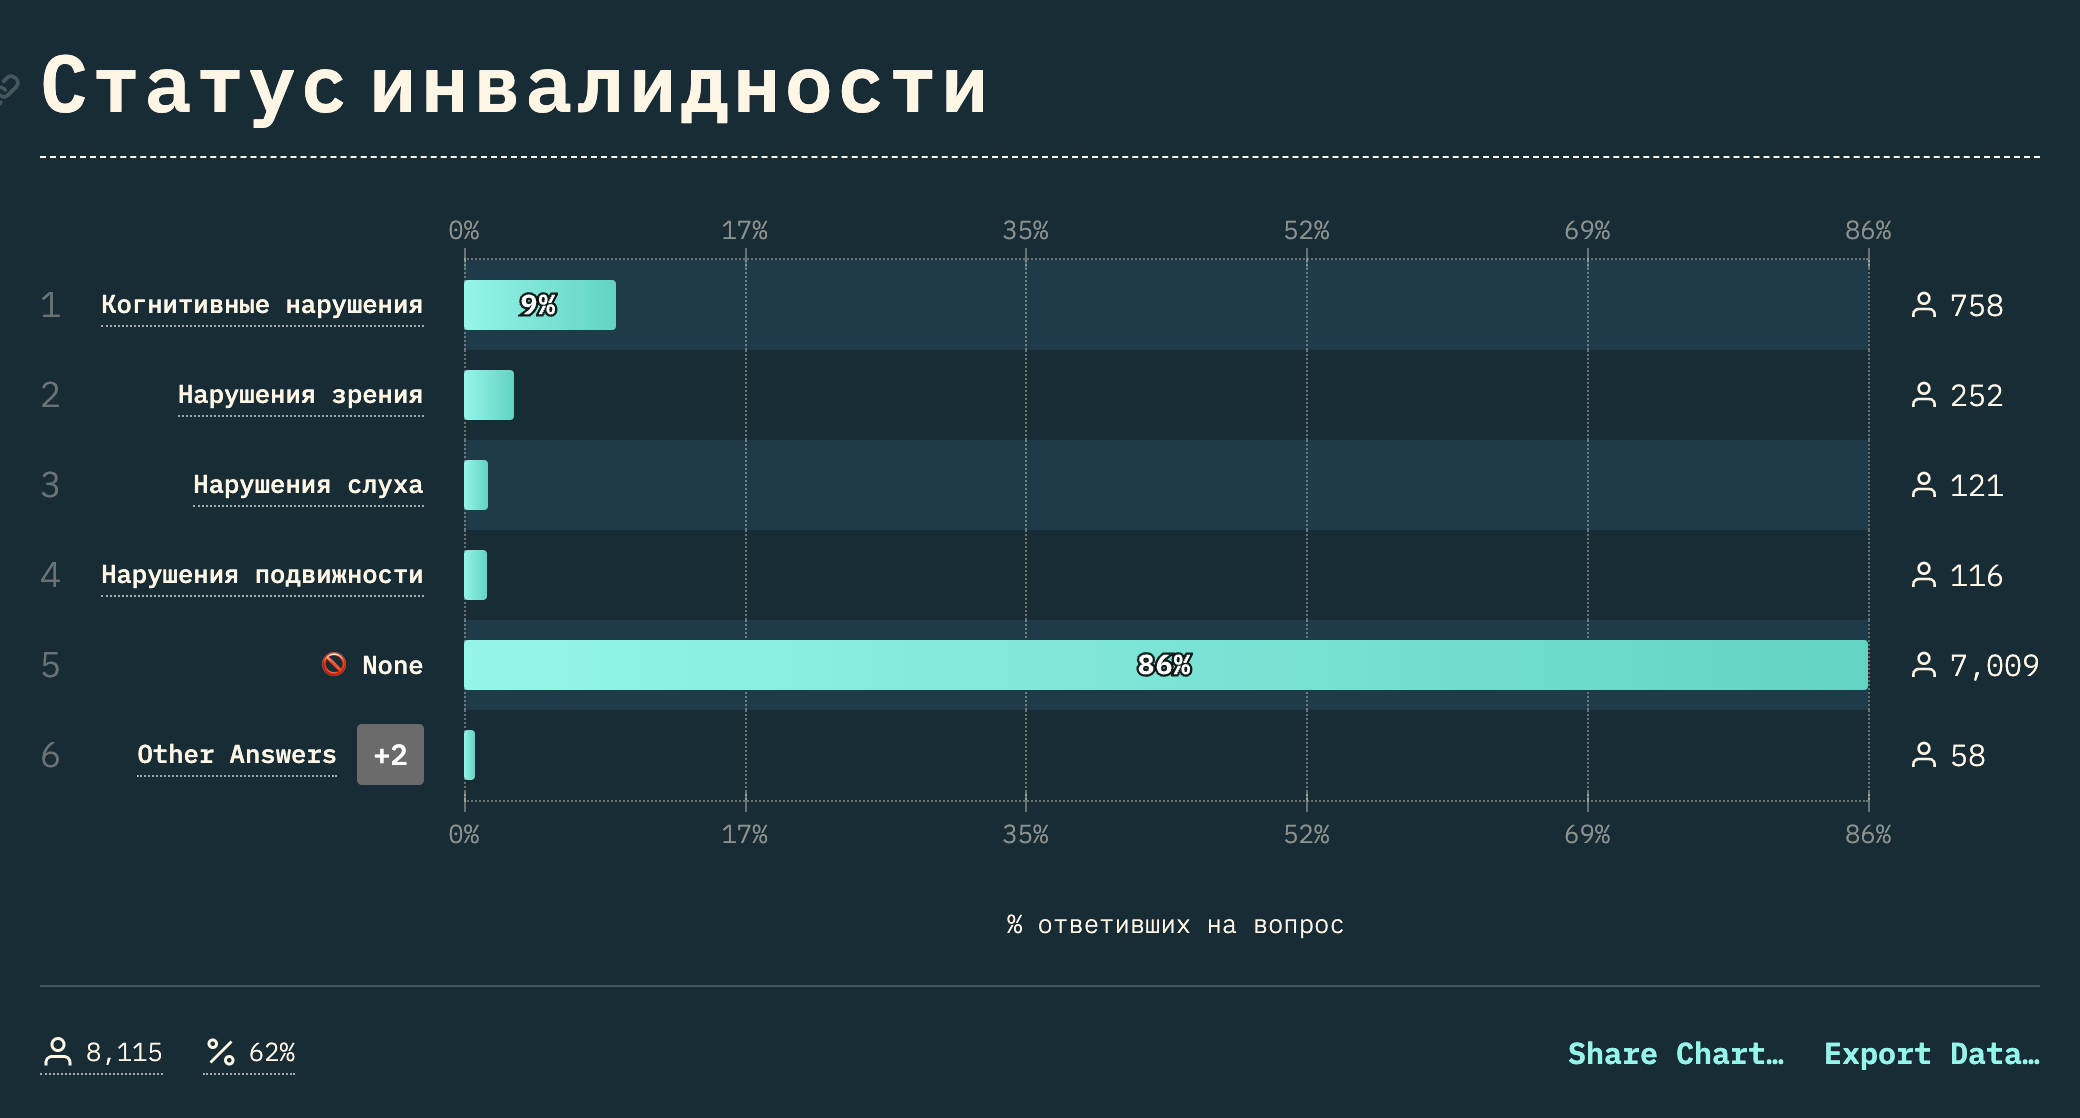 Статус инвалидности
0% 17% 35% 52% 69% 86%
1 Когнитивные нарушения 9% 758
2 Нарушения зрения 252
3 Нарушения слуха 121
4 Нарушения подвижности 116
5 None 86% 7,009
6 Other Answers +2 58
0% 17% 35% 52% 69% 86%
% ответивших на вопрос
8,115 % 62% Share Chart… Export Data…